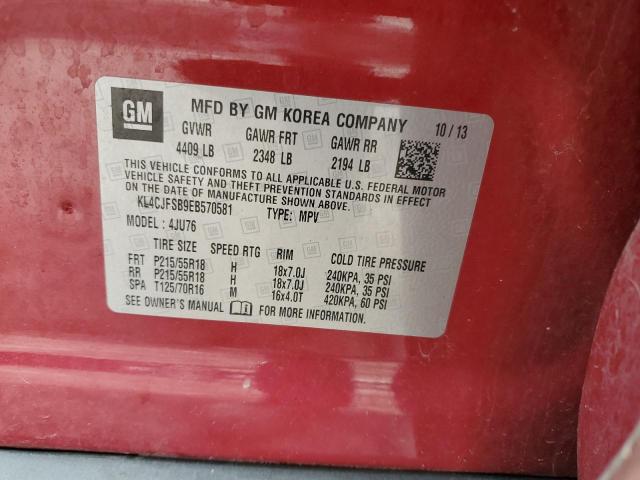 GM
MFD BY GM KOREA COMPANY 10/13
GVWR GAWR FRT GAWR RR
4409 LB 2348 LB 2194 LB
THIS VEHICLE CONFORMS TO ALL APPLICABLE U.S. FEDERAL MOTOR
VEHICLE SAFETY AND THEFT PREVENTION STANDARDS IN EFFECT
ON THE DATE OF MANUFACTURE SHOWN ABOVE.
KL4CJFSB9EB570581 TYPE: MPV
MODEL: 4JU76
TIRE SIZE SPEED RTG RIM COLD TIRE PRESSURE
FRT P215/55R18 H 18x7.0J 240KPA, 35 PSI
RR P215/55R18 H 18x7.0J 240KPA, 35 PSI
SPA T125/70R16 M 16x4.0T 420KPA, 60 PSI
SEE OWNER'S MANUAL FOR MORE INFORMATION.